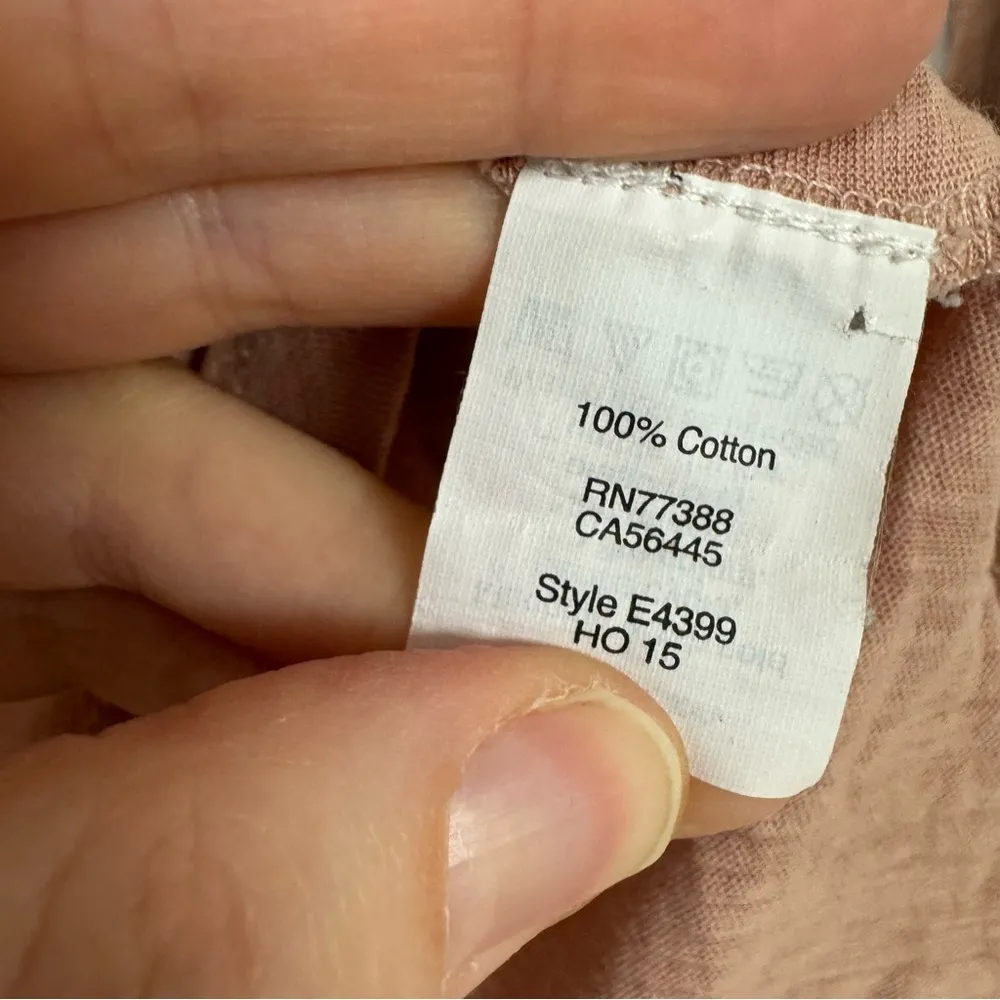 100% Cotton
RN77388
CA56445
Style E4399
HO 15